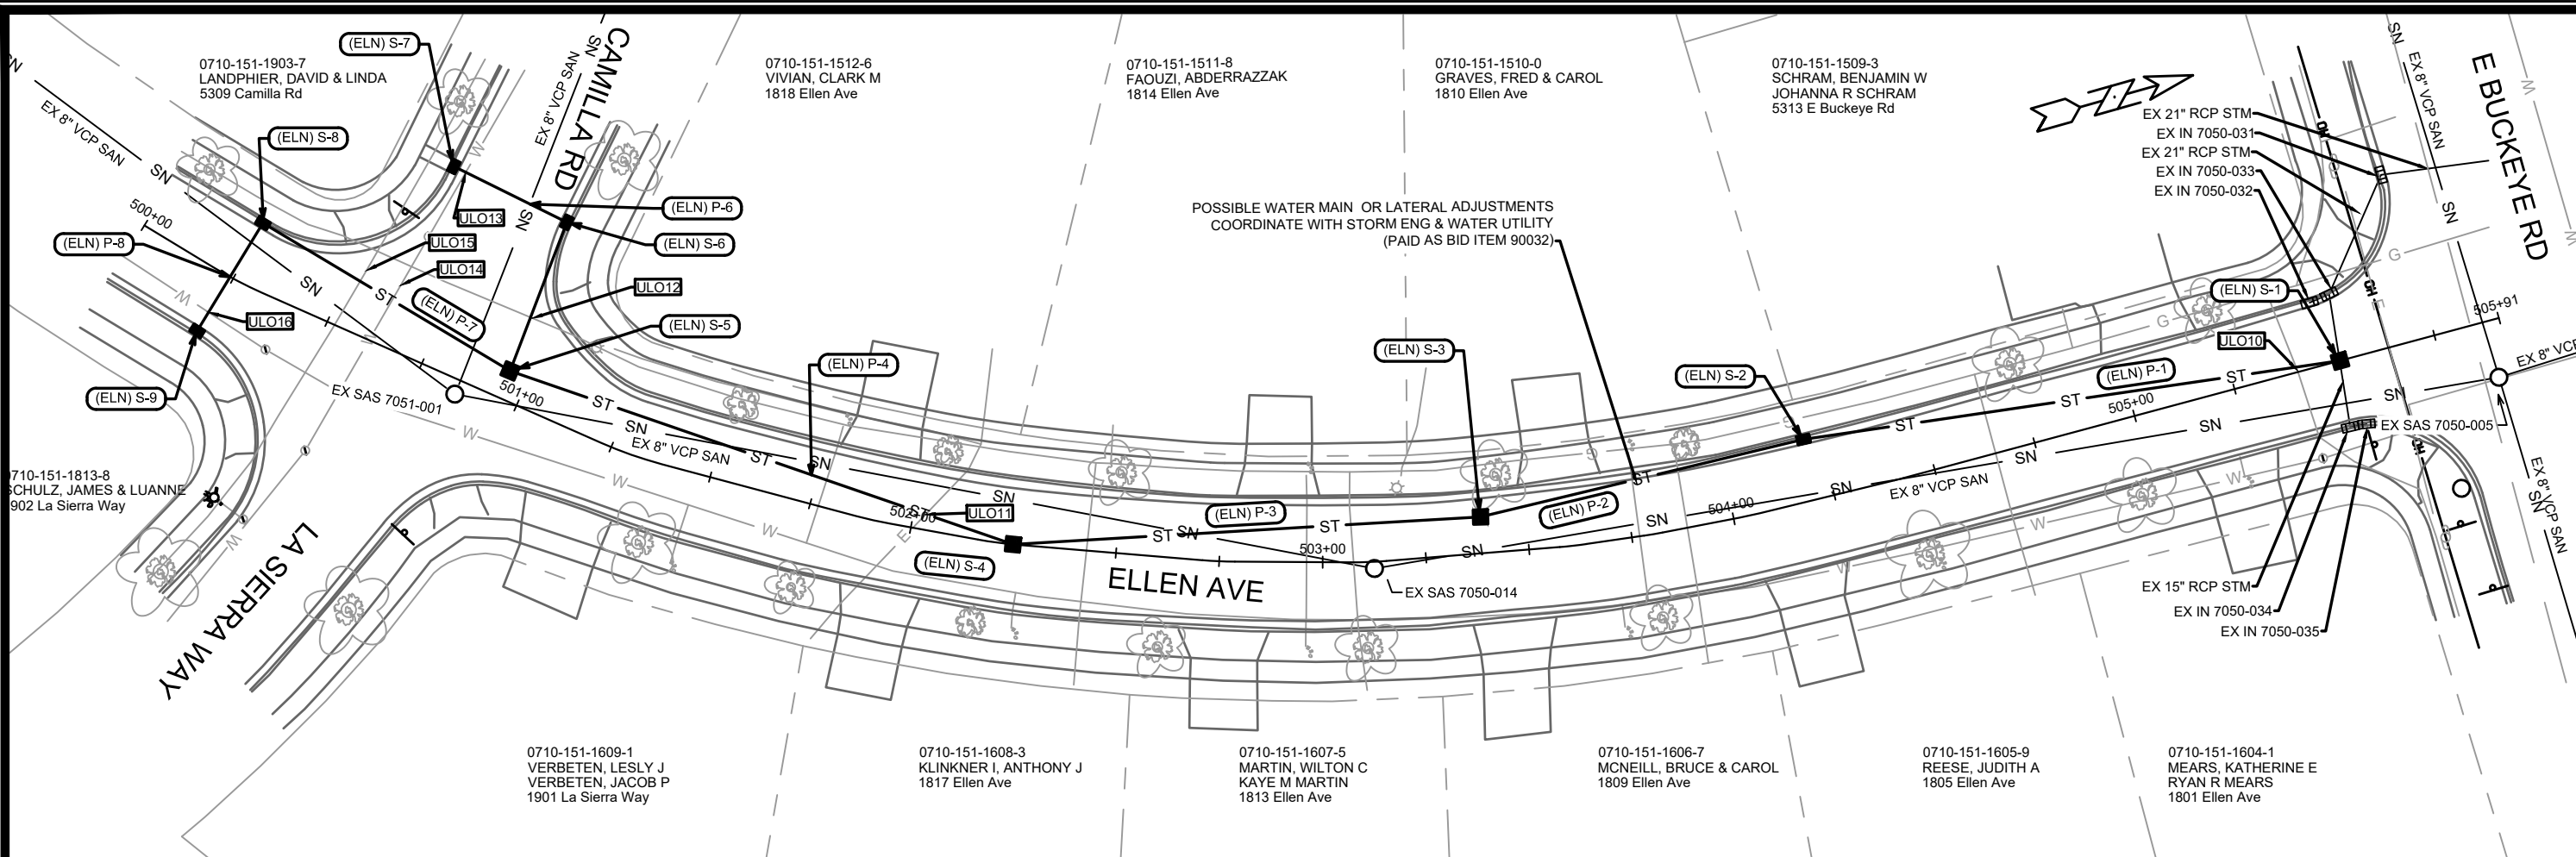 0710-151-1903-7
LANDPHIER, DAVID & LINDA
5309 Camilla Rd
(ELN) S-7
CAMILLA RD
SN
EX 8" VCP SAN
SN
0710-151-1512-6
VIVIAN, CLARK M
1818 Ellen Ave
0710-151-1511-8
FAOUZI, ABDERRAZZAK
1814 Ellen Ave
0710-151-1510-0
GRAVES, FRED & CAROL
1810 Ellen Ave
0710-151-1509-3
SCHRAM, BENJAMIN W
JOHANNA R SCHRAM
5313 E Buckeye Rd
EX 21" RCP STM
EX IN 7050-031
EX 21" RCP STM
EX IN 7050-033
EX IN 7050-032
SN
EX 8" VCP SAN
SN
SN
E BUCKEYE RD
W
SN
EX 8" VCP SAN
SN
(ELN) S-8
500+00
(ELN) P-8
ULO13
ULO15
ULO14
(ELN) P-6
(ELN) S-6
ULO12
(ELN) S-5
ULO16
(ELN) P-7
ST
SN
SN
(ELN) S-9
EX SAS 7051-001
501+00
(ELN) P-4
POSSIBLE WATER MAIN OR LATERAL ADJUSTMENTS
COORDINATE WITH STORM ENG & WATER UTILITY
(PAID AS BID ITEM 90032)
(ELN) S-3
(ELN) S-2
(ELN) S-1
505+91
ULO10
(ELN) P-1
505+00
EX 8" VCP
G
G
W
W
ST
SN
EX 8" VCP SAN
ST
SN
SN
ST
502+00
ULO11
(ELN) S-4
ST
SN
(ELN) P-3
ST
503+00
(ELN) P-2
ST
SN
SN
504+00
SN
EX 8" VCP SAN
SN
ST
ST
ST
SN
SN
EX SAS 7050-005
EX 8" VCP SAN
SN
0710-151-1813-8
SCHULZ, JAMES & LUANNE
1902 La Sierra Way
LA SIERRA WAY
W
W
W
W
E
ELLEN AVE
EX SAS 7050-014
W
W
W
EX 15" RCP STM
EX IN 7050-034
EX IN 7050-035
0710-151-1609-1
VERBETEN, LESLY J
VERBETEN, JACOB P
1901 La Sierra Way
0710-151-1608-3
KLINKNER I, ANTHONY J
1817 Ellen Ave
0710-151-1607-5
MARTIN, WILTON C
KAYE M MARTIN
1813 Ellen Ave
0710-151-1606-7
MCNEILL, BRUCE & CAROL
1809 Ellen Ave
0710-151-1605-9
REESE, JUDITH A
1805 Ellen Ave
0710-151-1604-1
MEARS, KATHERINE E
RYAN R MEARS
1801 Ellen Ave